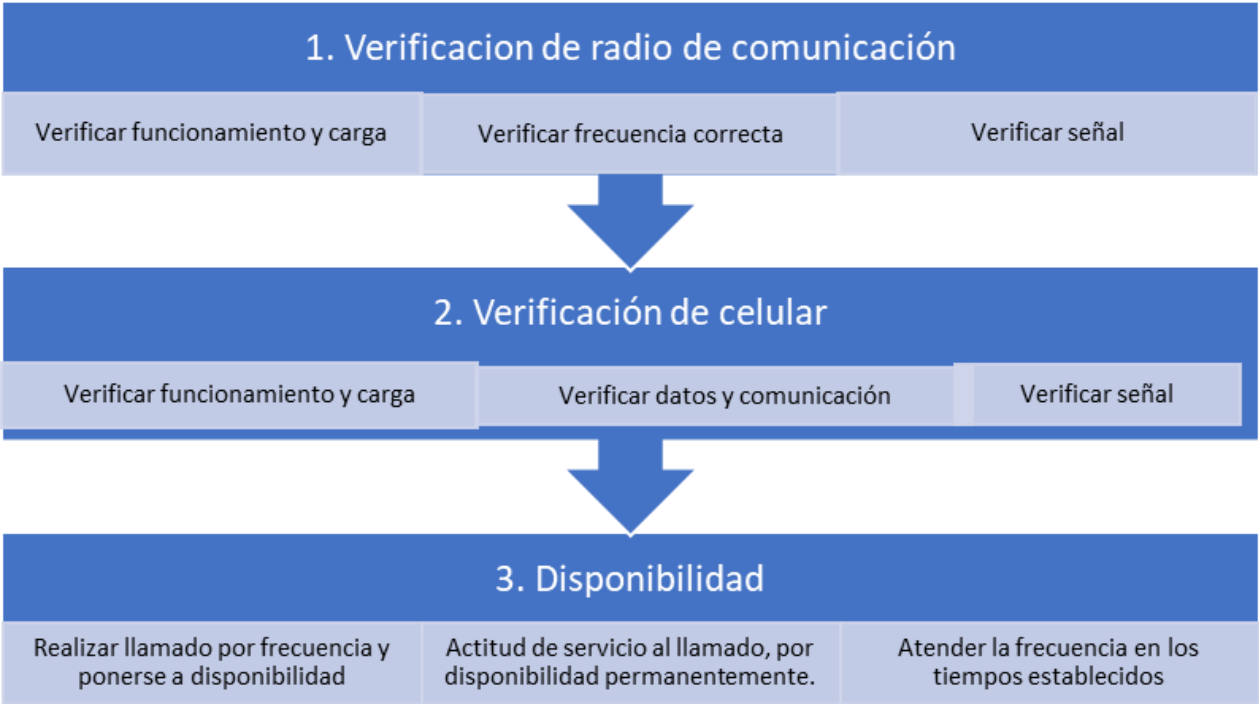 1. Verificacion de radio de comunicación
Verificar funcionamiento y carga
Verificar frecuencia correcta
Verificar señal
2. Verificación de celular
Verificar funcionamiento y carga
Verificar datos y comunicación
Verificar señal
3. Disponibilidad
Realizar llamado por frecuencia y
ponerse a disponibilidad
Actitud de servicio al llamado, por
disponibilidad permanentemente.
Atender la frecuencia en los
tiempos establecidos